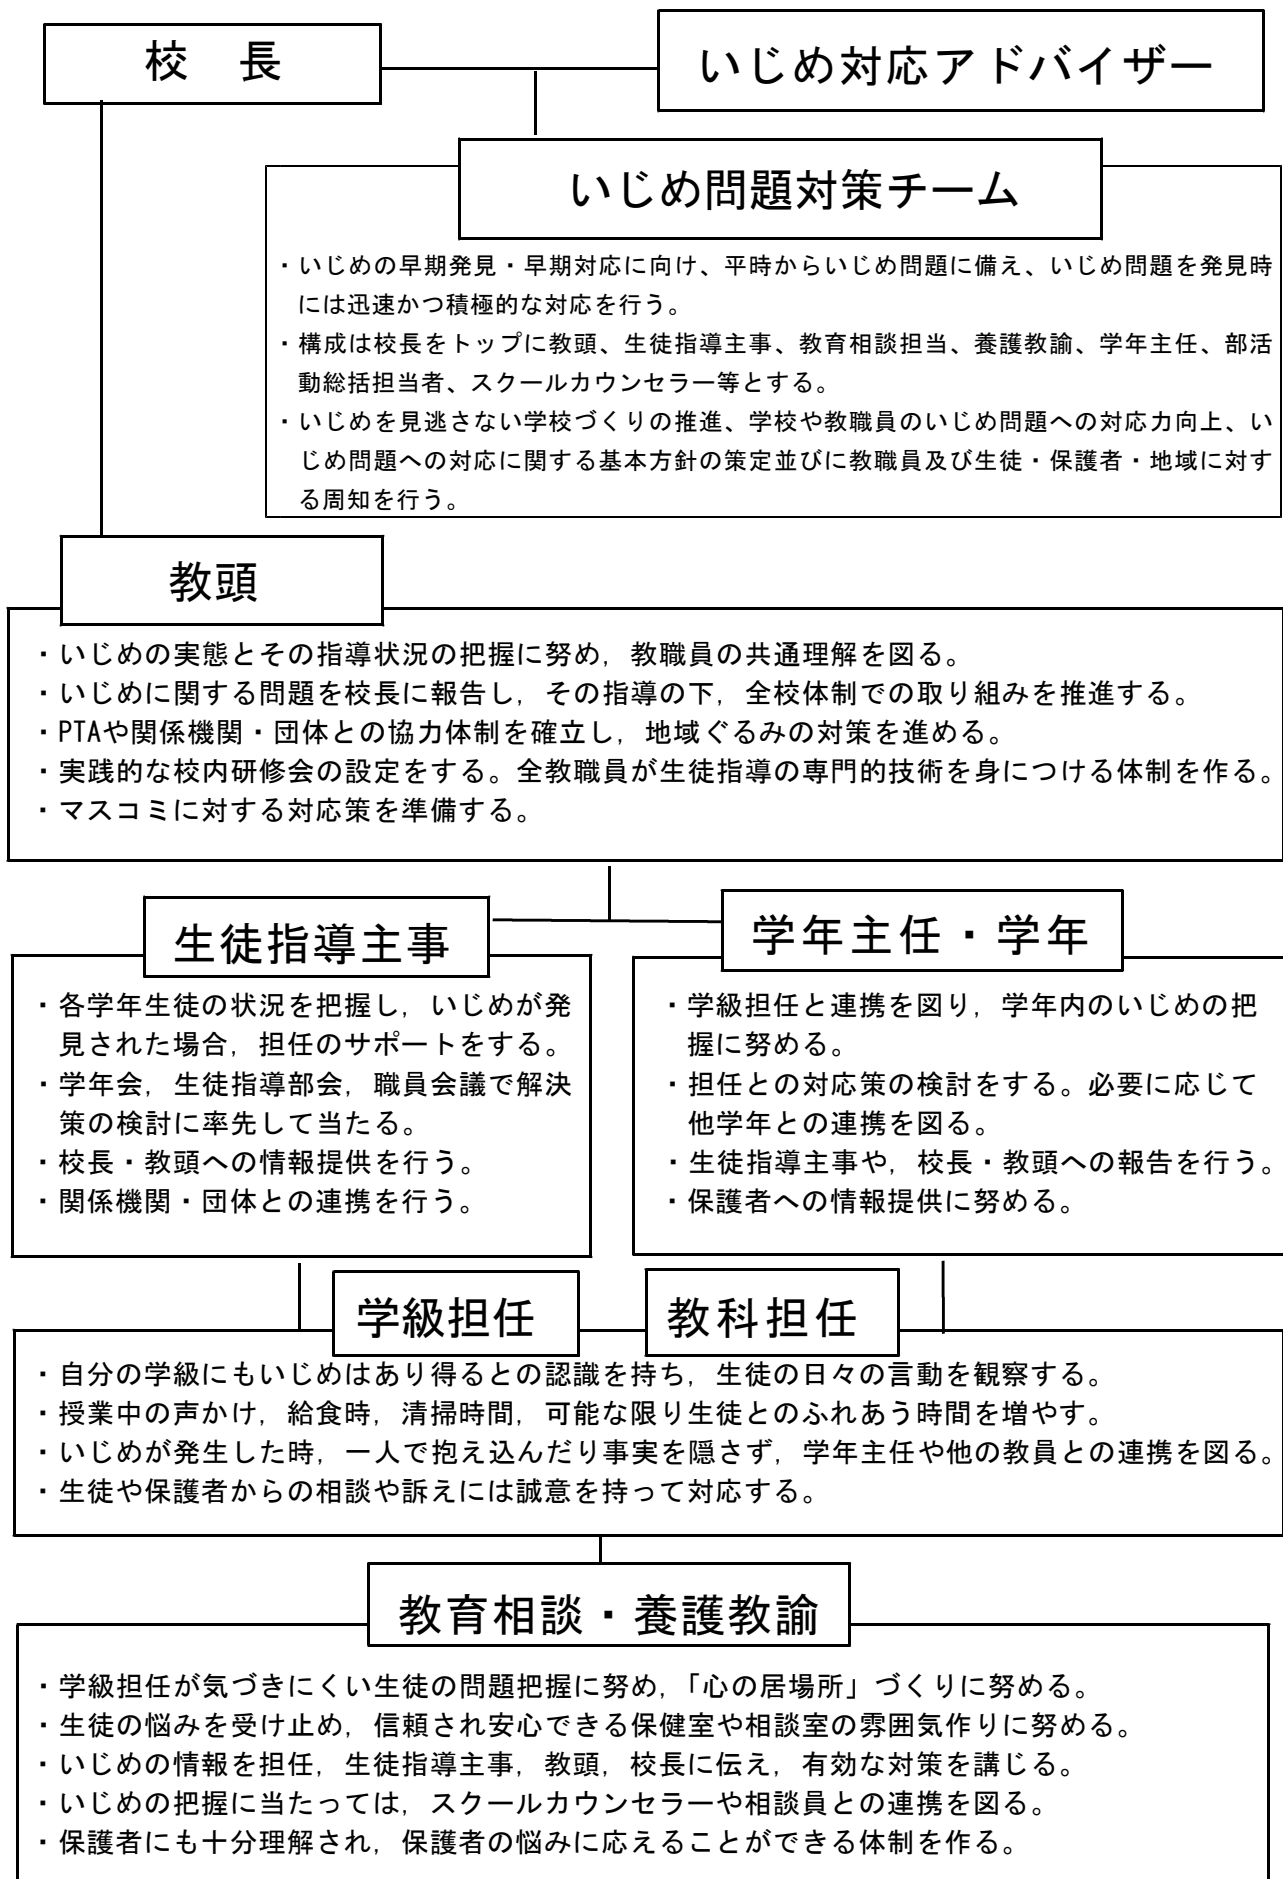 校　長
いじめ対応アドバイザー
いじめ問題対策チーム
・いじめの早期発見・早期対応に向け、平時からいじめ問題に備え、いじめ問題を発見時
には迅速かつ積極的な対応を行う。
・構成は校長をトップに教頭、生徒指導主事、教育相談担当、養護教諭、学年主任、部活
動総括担当者、スクールカウンセラー等とする。
・いじめを見逃さない学校づくりの推進、学校や教職員のいじめ問題への対応力向上、い
じめ問題への対応に関する基本方針の策定並びに教職員及び生徒・保護者・地域に対す
る周知を行う。
教頭
・いじめの実態とその指導状況の把握に努め，教職員の共通理解を図る。
・いじめに関する問題を校長に報告し，その指導の下，全校体制での取り組みを推進する。
・PTAや関係機関・団体との協力体制を確立し，地域ぐるみの対策を進める。
・実践的な校内研修会の設定をする。全教職員が生徒指導の専門的技術を身につける体制を作る。
・マスコミに対する対応策を準備する。
生徒指導主事
・各学年生徒の状況を把握し，いじめが発
見された場合，担任のサポートをする。
・学年会，生徒指導部会，職員会議で解決
策の検討に率先して当たる。
・校長・教頭への情報提供を行う。
・関係機関・団体との連携を行う。
学年主任・学年
・学級担任と連携を図り，学年内のいじめの把
握に努める。
・担任との対応策の検討をする。必要に応じて
他学年との連携を図る。
・生徒指導主事や，校長・教頭への報告を行う。
・保護者への情報提供に努める。
学級担任
教科担任
・自分の学級にもいじめはあり得るとの認識を持ち，生徒の日々の言動を観察する。
・授業中の声かけ，給食時，清掃時間，可能な限り生徒とのふれあう時間を増やす。
・いじめが発生した時，一人で抱え込んだり事実を隠さず，学年主任や他の教員との連携を図る。
・生徒や保護者からの相談や訴えには誠意を持って対応する。
教育相談・養護教諭
・学級担任が気づきにくい生徒の問題把握に努め，「心の居場所」づくりに努める。
・生徒の悩みを受け止め，信頼され安心できる保健室や相談室の雰囲気作りに努める。
・いじめの情報を担任，生徒指導主事，教頭，校長に伝え，有効な対策を講じる。
・いじめの把握に当たっては，スクールカウンセラーや相談員との連携を図る。
・保護者にも十分理解され，保護者の悩みに応えることができる体制を作る。